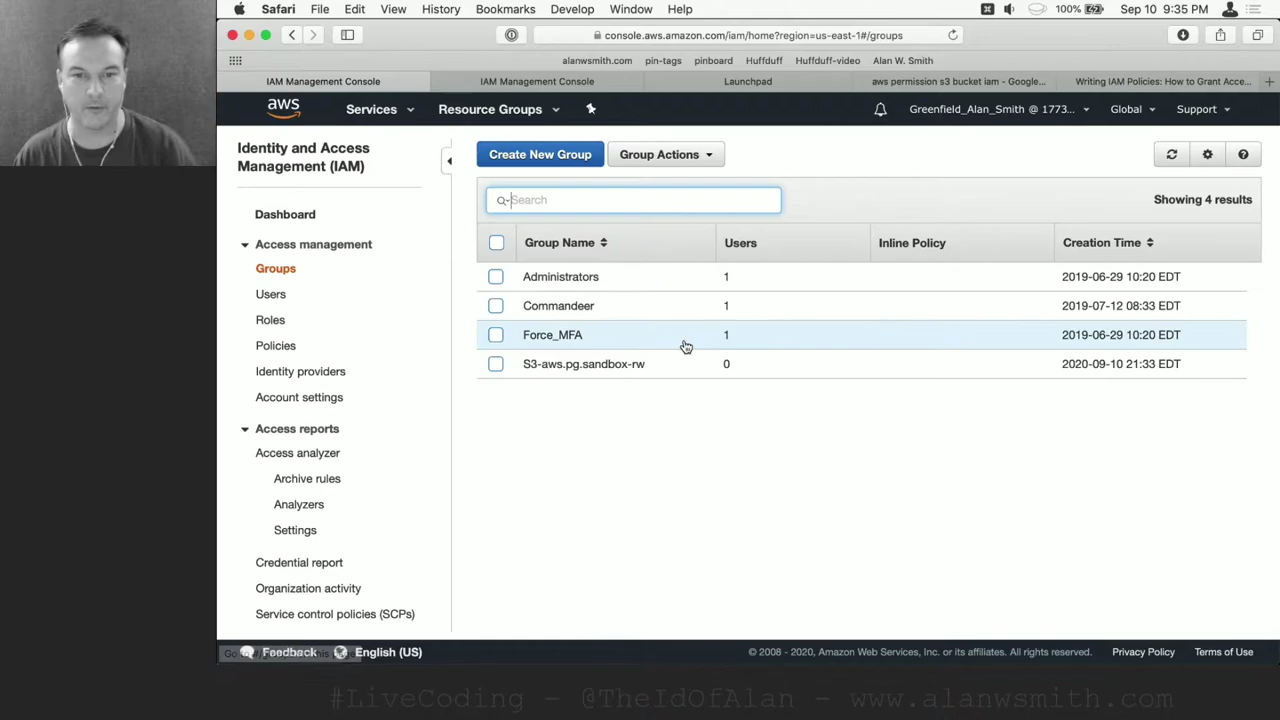 Safari File Edit View History Bookmarks Develop Window Help 100% Sep 10 9:35 PM
console.aws.amazon.com/iam/home?region=us-east-1#/groups
alanwsmith.com pin-tags pinboard Huffduff Huffduff-video Alan W. Smith
IAM Management Console IAM Management Console Launchpad aws permission s3 bucket iam - Google... Writing IAM Policies: How to Grant Acce...
aws Services Resource Groups Greenfield_Alan_Smith @ 1773... Global Support
Identity and Access
Management (IAM)
Dashboard
Access management
Groups
Users
Roles
Policies
Identity providers
Account settings
Access reports
Access analyzer
Archive rules
Analyzers
Settings
Credential report
Organization activity
Service control policies (SCPs)
Create New Group Group Actions
Search Showing 4 results
Group Name Users Inline Policy Creation Time
Administrators 1 2019-06-29 10:20 EDT
Commandeer 1 2019-07-12 08:33 EDT
Force_MFA 1 2019-06-29 10:20 EDT
S3-aws.pg.sandbox-rw 0 2020-09-10 21:33 EDT
Feedback English (US) © 2008 - 2020, Amazon Web Services, Inc. or its affiliates. All rights reserved. Privacy Policy Terms of Use
#LiveCoding - @TheIdOfAlan - www.alanwsmith.com